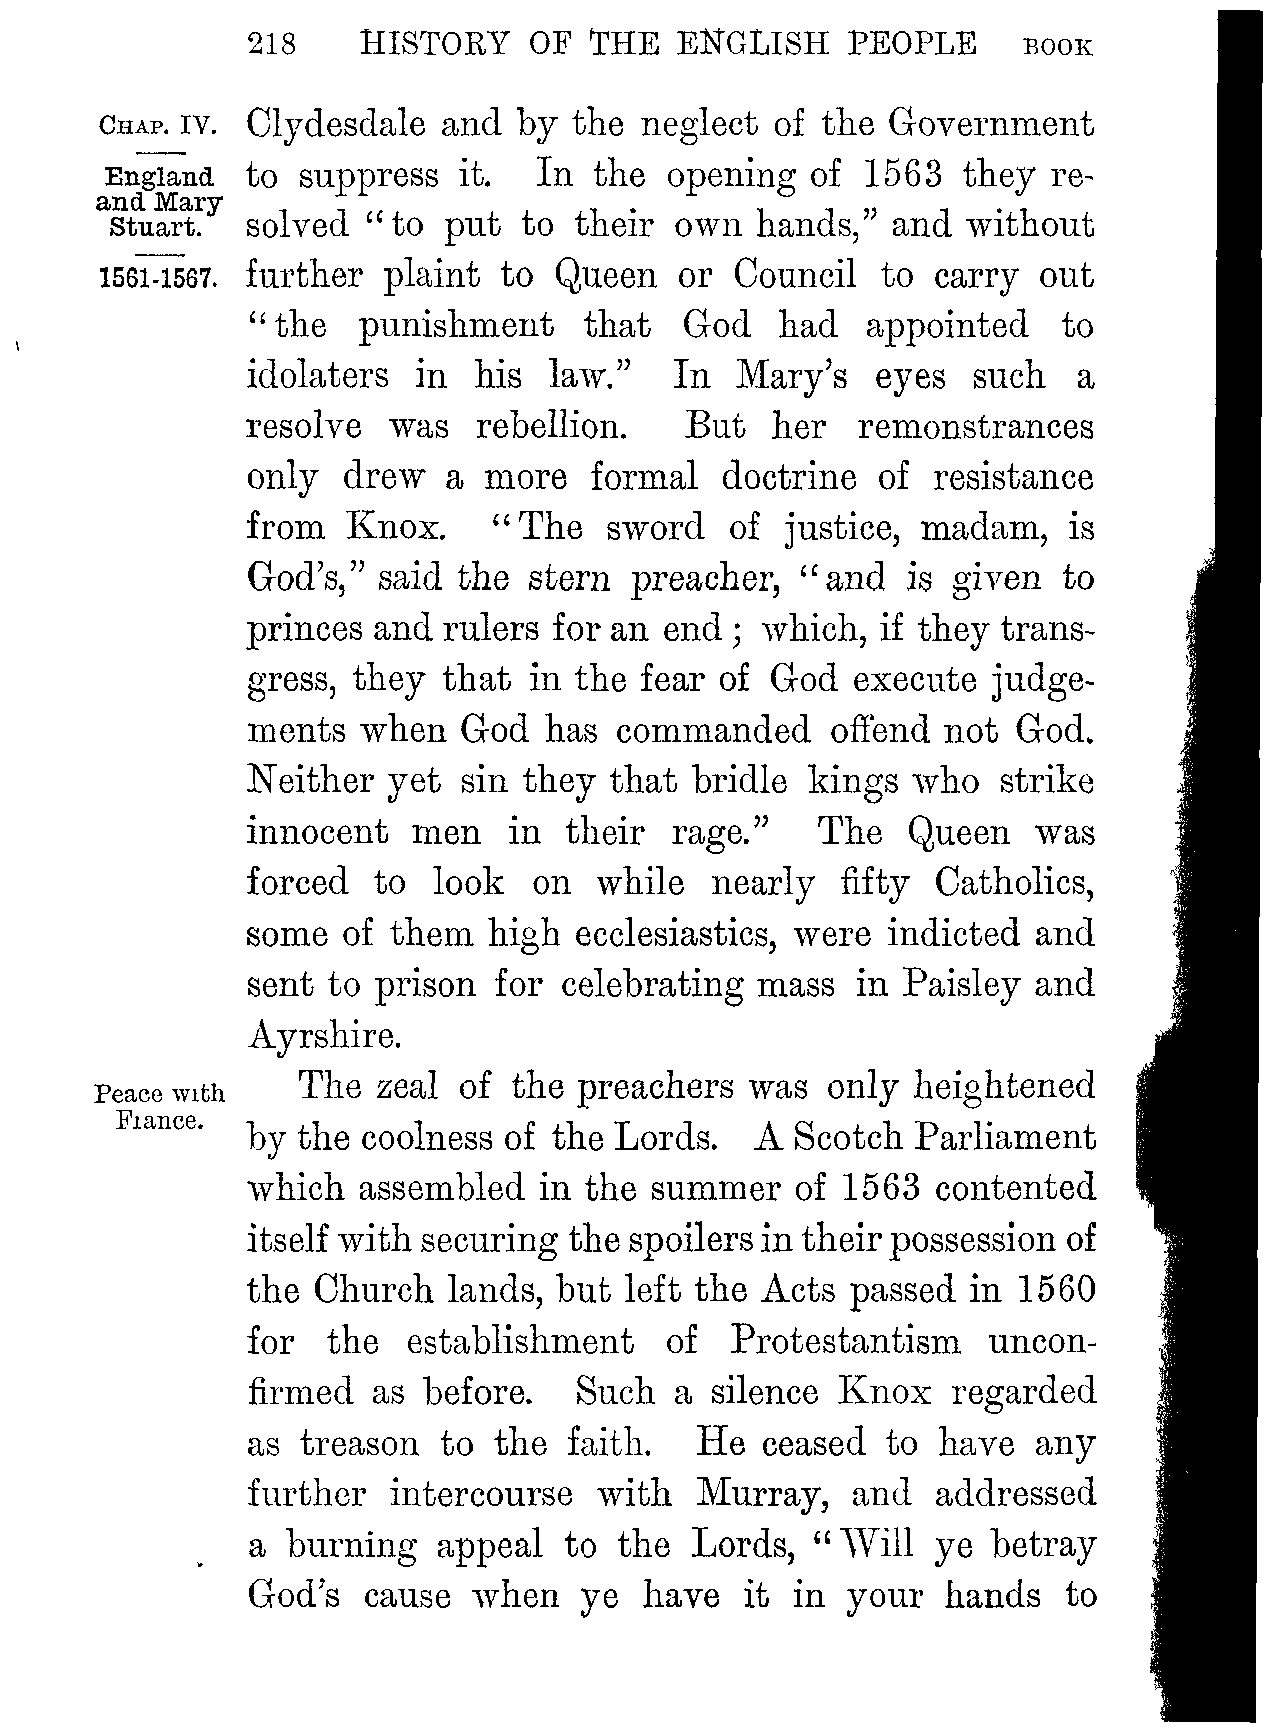 218 HISTORY OF THE ENGLISH PEOPLE BOOK
CHAP. IV.
England
and Mary
Stuart.
1561-1567.
Clydesdale and by the neglect of the Government
to suppress it. In the opening of 1563 they re-
solved "to put to their own hands," and without
further plaint to Queen or Council to carry out
"the punishment that God had appointed to
idolaters in his law." In Mary's eyes such a
resolve was rebellion. But her remonstrances
only drew a more formal doctrine of resistance
from Knox. "The sword of justice, madam, is
God's," said the stern preacher, "and is given to
princes and rulers for an end; which, if they trans-
gress, they that in the fear of God execute judge-
ments when God has commanded offend not God.
Neither yet sin they that bridle kings who strike
innocent men in their rage." The Queen was
forced to look on while nearly fifty Catholics,
some of them high ecclesiastics, were indicted and
sent to prison for celebrating mass in Paisley and
Ayrshire.
Peace with
France.
The zeal of the preachers was only heightened
by the coolness of the Lords. A Scotch Parliament
which assembled in the summer of 1563 contented
itself with securing the spoilers in their possession of
the Church lands, but left the Acts passed in 1560
for the establishment of Protestantism uncon-
firmed as before. Such a silence Knox regarded
as treason to the faith. He ceased to have any
further intercourse with Murray, and addressed
a burning appeal to the Lords, "Will ye betray
God's cause when ye have it in your hands to